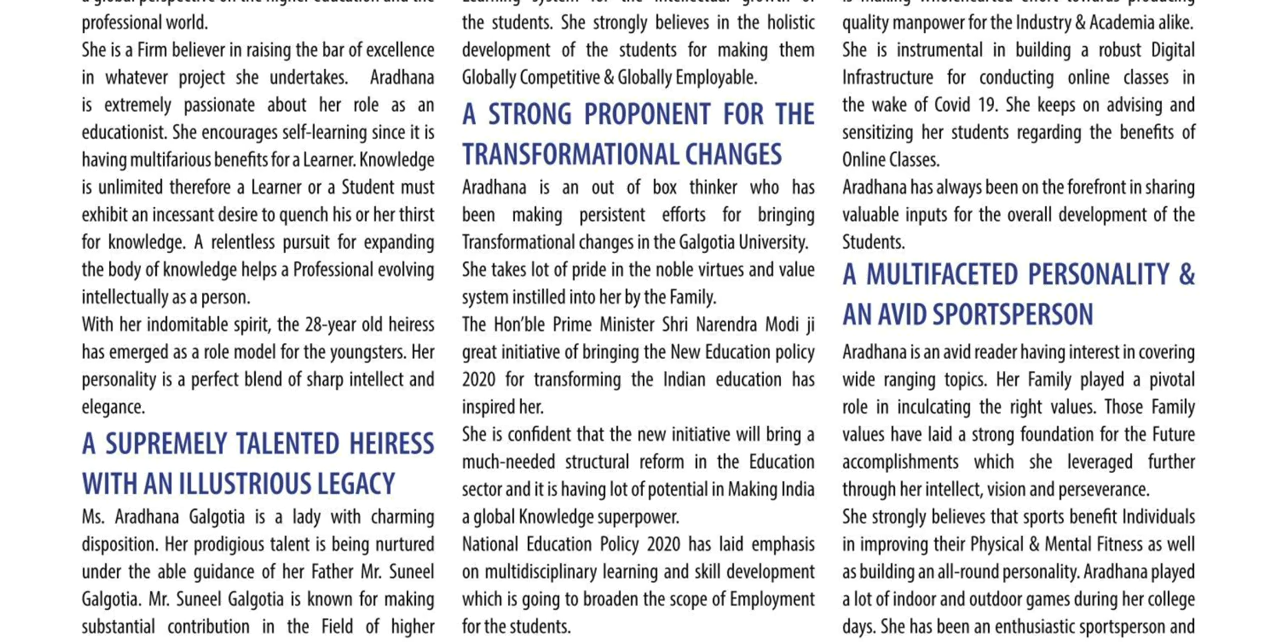 a global perspective on the higher education and the
professional world.
She is a Firm believer in raising the bar of excellence
in whatever project she undertakes. Aradhana
is extremely passionate about her role as an
educationist. She encourages self-learning since it is
having multifarious benefits for a Learner. Knowledge
is unlimited therefore a Learner or a Student must
exhibit an incessant desire to quench his or her thirst
for knowledge. A relentless pursuit for expanding
the body of knowledge helps a Professional evolving
intellectually as a person.
With her indomitable spirit, the 28-year old heiress
has emerged as a role model for the youngsters. Her
personality is a perfect blend of sharp intellect and
elegance.
A SUPREMELY TALENTED HEIRESS
WITH AN ILLUSTRIOUS LEGACY
Ms. Aradhana Galgotia is a lady with charming
disposition. Her prodigious talent is being nurtured
under the able guidance of her Father Mr. Suneel
Galgotia. Mr. Suneel Galgotia is known for making
substantial contribution in the Field of higher
Learning system for the intellectual growth of
the students. She strongly believes in the holistic
development of the students for making them
Globally Competitive & Globally Employable.
A STRONG PROPONENT FOR THE
TRANSFORMATIONAL CHANGES
Aradhana is an out of box thinker who has
been making persistent efforts for bringing
Transformational changes in the Galgotia University.
She takes lot of pride in the noble virtues and value
system instilled into her by the Family.
The Hon'ble Prime Minister Shri Narendra Modi ji
great initiative of bringing the New Education policy
2020 for transforming the Indian education has
inspired her.
She is confident that the new initiative will bring a
much-needed structural reform in the Education
sector and it is having lot of potential in Making India
a global Knowledge superpower.
National Education Policy 2020 has laid emphasis
on multidisciplinary learning and skill development
which is going to broaden the scope of Employment
for the students.
is making wholehearted effort towards producing
quality manpower for the Industry & Academia alike.
She is instrumental in building a robust Digital
Infrastructure for conducting online classes in
the wake of Covid 19. She keeps on advising and
sensitizing her students regarding the benefits of
Online Classes.
Aradhana has always been on the forefront in sharing
valuable inputs for the overall development of the
Students.
A MULTIFACETED PERSONALITY &
AN AVID SPORTSPERSON
Aradhana is an avid reader having interest in covering
wide ranging topics. Her Family played a pivotal
role in inculcating the right values. Those Family
values have laid a strong foundation for the Future
accomplishments which she leveraged further
through her intellect, vision and perseverance.
She strongly believes that sports benefit Individuals
in improving their Physical & Mental Fitness as well
as building an all-round personality. Aradhana played
a lot of indoor and outdoor games during her college
days. She has been an enthusiastic sportsperson and